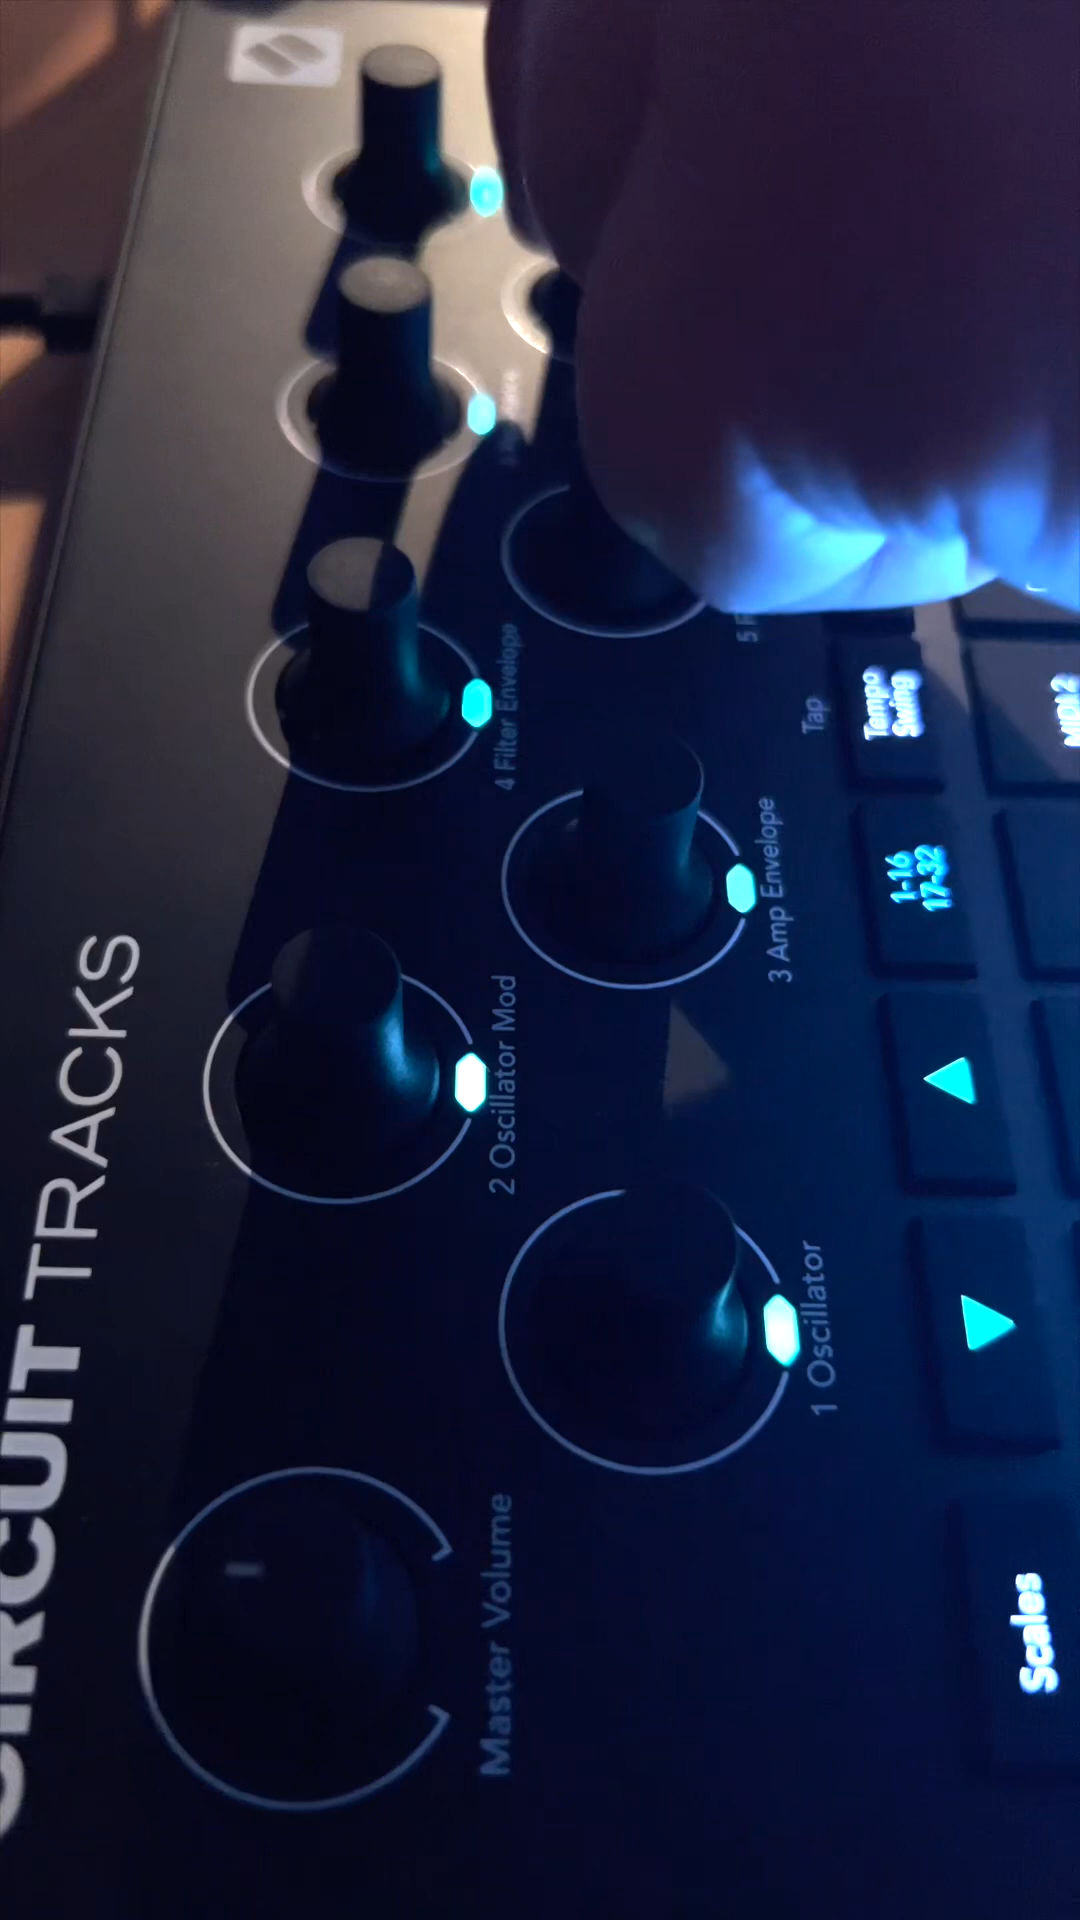 CIRCUIT TRACKS
Master Volume
2 Oscillator Mod
4 Filter Envelope
1 Oscillator
3 Amp Envelope
Tap
Scales
1-16
17-32
Tempo
Swing
MIDI 2